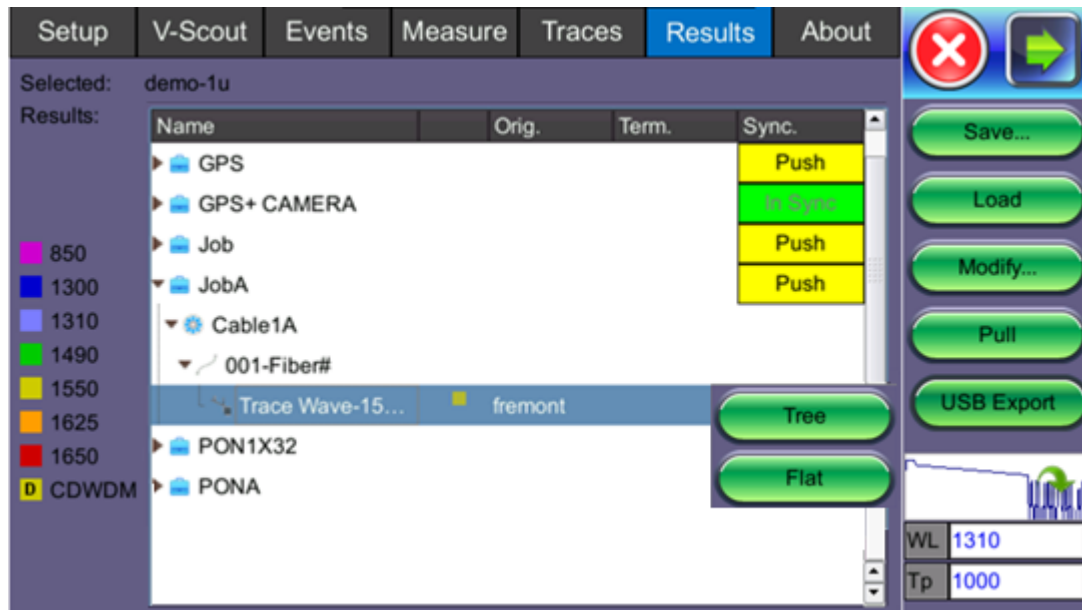 Setup V-Scout Events Measure Traces Results About
Selected: demo-1u
Results:
Name Orig. Term. Sync.
GPS Push
GPS+ CAMERA In Sync
Job Push
JobA Push
Cable1A
001-Fiber#
Trace Wave-15... fremont
PON1X32
PONA
850
1300
1310
1490
1550
1625
1650
D CDWDM
Tree
Flat
Save...
Load
Modify...
Pull
USB Export
WL 1310
Tp 1000